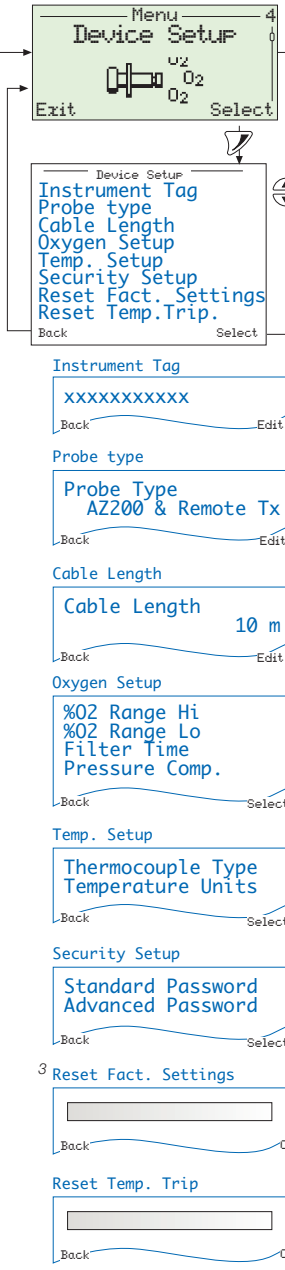 Menu 4
Device Setup
O2
O2
O2
Exit Select
Device Setup
Instrument Tag
Probe type
Cable Length
Oxygen Setup
Temp. Setup
Security Setup
Reset Fact. Settings
Reset Temp.Trip.
Back Select
Instrument Tag
xxxxxxxxxxx
Back Edit
Probe type
Probe Type
AZ200 & Remote Tx
Back Edit
Cable Length
Cable Length
10 m
Back Edit
Oxygen Setup
%O2 Range Hi
%O2 Range Lo
Filter Time
Pressure Comp.
Back Select
Temp. Setup
Thermocouple Type
Temperature Units
Back Select
Security Setup
Standard Password
Advanced Password
Back Select
3 Reset Fact. Settings
Back
Reset Temp. Trip
Back